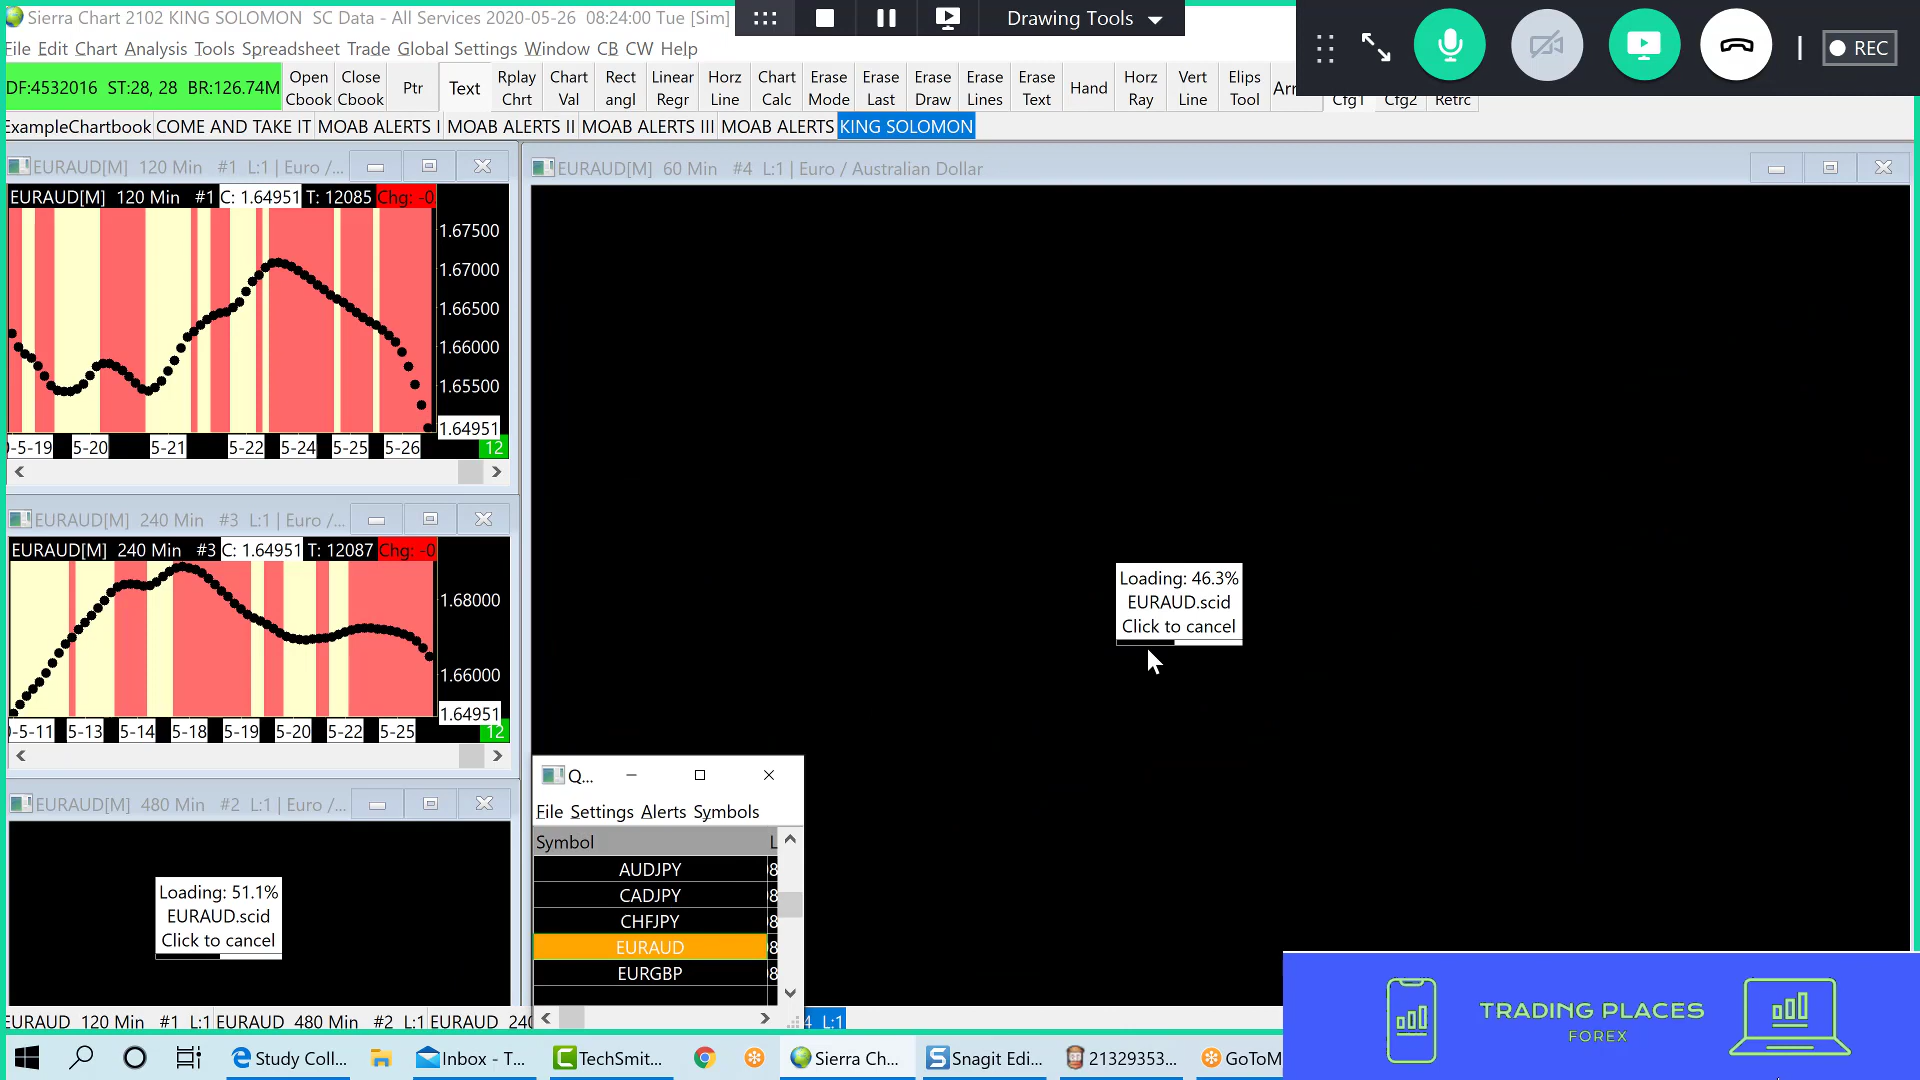 Sierra Chart 2102 KING SOLOMON SC Data - All Services 2020-05-26 08:24:00 Tue [Sim]
Drawing Tools
REC
File Edit Chart Analysis Tools Spreadsheet Trade Global Settings Window CB CW Help
DF:4532016 ST:28, 28 BR:126.74M
Open Cbook
Close Cbook
Ptr
Text
Rplay Chrt
Chart Val
Rect angl
Linear Regr
Horz Line
Chart Calc
Erase Mode
Erase Last
Erase Draw
Erase Lines
Erase Text
Hand
Horz Ray
Vert Line
Elips Tool
Cfg1 Cfg2 Retrc
ExampleChartbook COME AND TAKE IT MOAB ALERTS I MOAB ALERTS II MOAB ALERTS III MOAB ALERTS KING SOLOMON
EURAUD[M] 120 Min #1 L:1 | Euro /...
EURAUD[M] 120 Min #1 C: 1.64951 T: 12085 Chg: -0
1.67500
1.67000
1.66500
1.66000
1.65500
1.64951
5-19 5-20 5-21 5-22 5-24 5-25 5-26 12
EURAUD[M] 240 Min #3 L:1 | Euro /...
EURAUD[M] 240 Min #3 C: 1.64951 T: 12087 Chg: -0
1.68000
1.66000
1.64951
5-11 5-13 5-14 5-18 5-19 5-20 5-22 5-25 12
EURAUD[M] 480 Min #2 L:1 | Euro /...
Loading: 51.1%
EURAUD.scid
Click to cancel
EURAUD[M] 60 Min #4 L:1 | Euro / Australian Dollar
Loading: 46.3%
EURAUD.scid
Click to cancel
Q...
File Settings Alerts Symbols
Symbol L
AUDJPY
CADJPY
CHFJPY
EURAUD
EURGBP
EURAUD 120 Min #1 L:1 EURAUD 480 Min #2 L:1 EURAUD 240
4 L:1
TRADING PLACES
FOREX
Study Coll...
Inbox - T...
TechSmit...
Sierra Ch...
Snagit Edi...
21329353...
GoToM